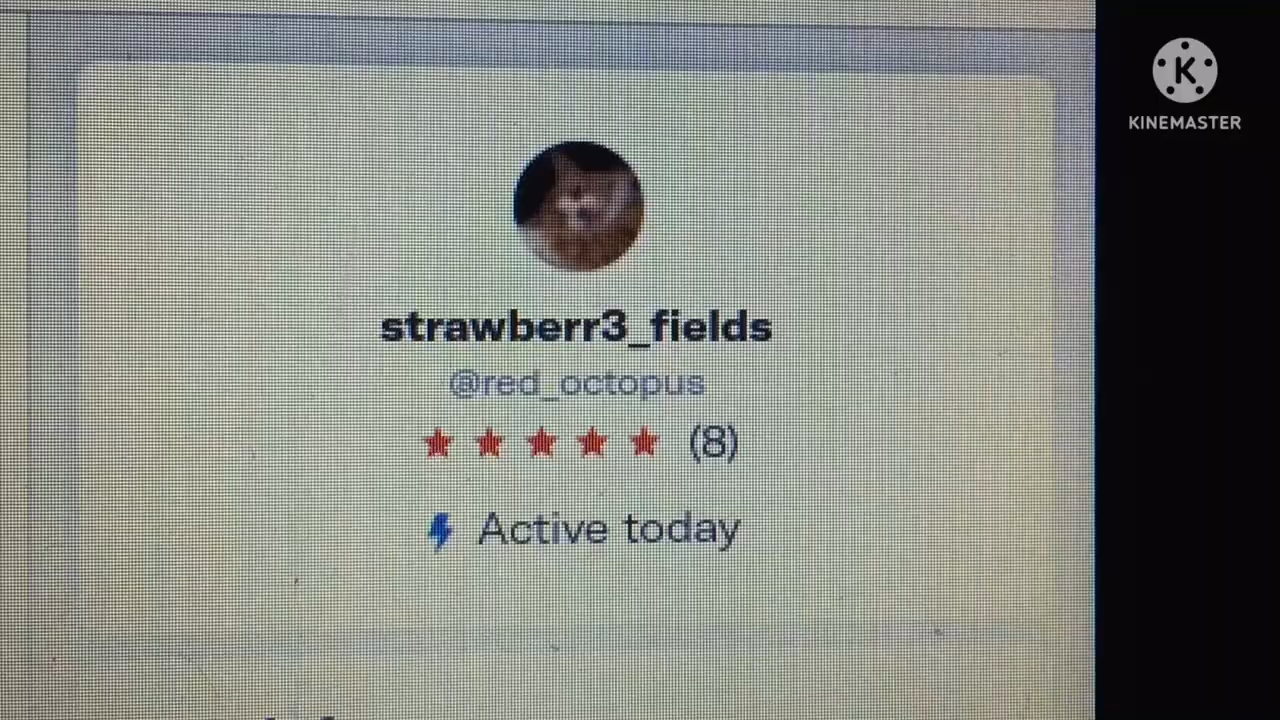 KINEMASTER
strawberr3_fields
@red_octopus
(8)
Active today